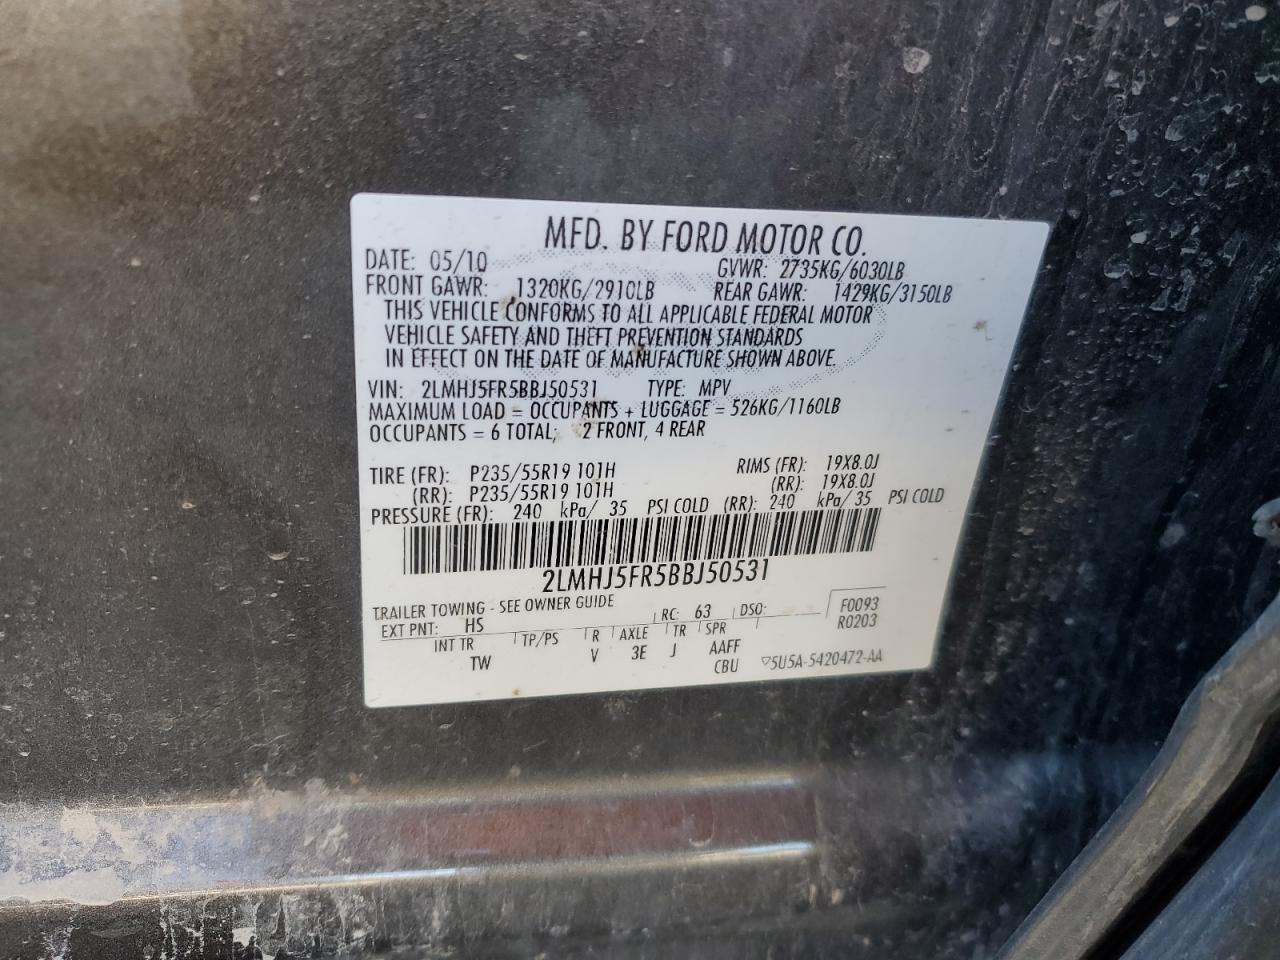 MFD. BY FORD MOTOR CO.
DATE: 05/10 GVWR: 2735KG/6030LB
FRONT GAWR: 1320KG/2910LB REAR GAWR: 1429KG/3150LB
THIS VEHICLE CONFORMS TO ALL APPLICABLE FEDERAL MOTOR
VEHICLE SAFETY AND THEFT PREVENTION STANDARDS
IN EFFECT ON THE DATE OF MANUFACTURE SHOWN ABOVE.
VIN: 2LMHJ5FR5BBJ50531 TYPE: MPV
MAXIMUM LOAD = OCCUPANTS + LUGGAGE = 526KG/1160LB
OCCUPANTS = 6 TOTAL; 2 FRONT, 4 REAR
TIRE (FR): P235/55R19 101H RIMS (FR): 19X8.0J
(RR): P235/55R19 101H (RR): 19X8.0J
PRESSURE (FR): 240 kPa/ 35 PSI COLD (RR): 240 kPa/ 35 PSI COLD
2LMHJ5FR5BBJ50531
TRAILER TOWING - SEE OWNER GUIDE
EXT PNT: HS RC: 63 DSO: F0093
R0203
INT TR TP/PS R AXLE TR SPR
TW V 3E J AAFF
CBU ▽5U5A-5420472-AA